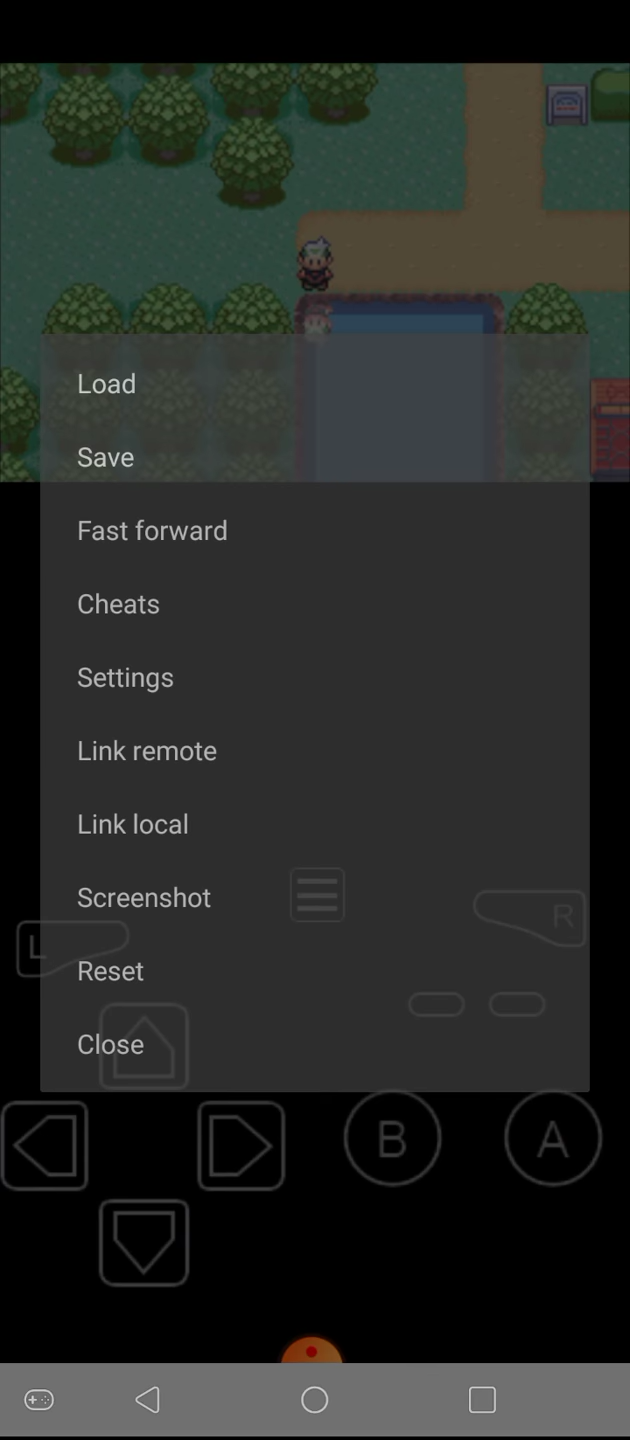 Load
Save
Fast forward
Cheats
Settings
Link remote
Link local
Screenshot
R
L
Reset
Close
B
A